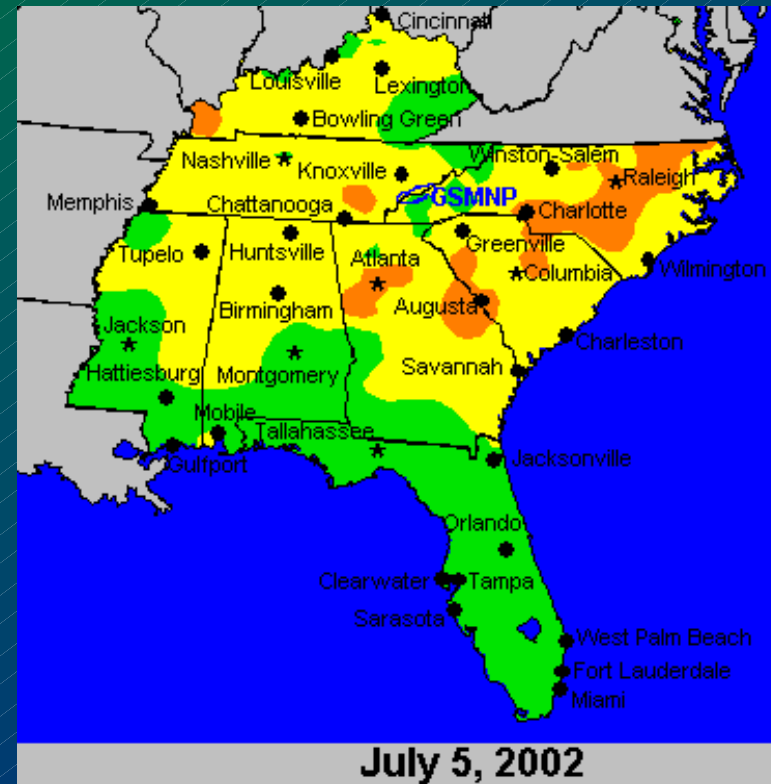 Cincinnati
Louisville
Lexington
Bowling Green
Nashville
Knoxville
Winston-Salem
Raleigh
GSMNP
Memphis
Chattanooga
Charlotte
Tupelo
Huntsville
Atlanta
Greenville
Columbia
Wilmington
Birmingham
Augusta
Jackson
Charleston
Hattiesburg
Montgomery
Savannah
Mobile
Tallahassee
Gulfport
Jacksonville
Orlando
Clearwater
Tampa
Sarasota
West Palm Beach
Fort Lauderdale
Miami
July 5, 2002